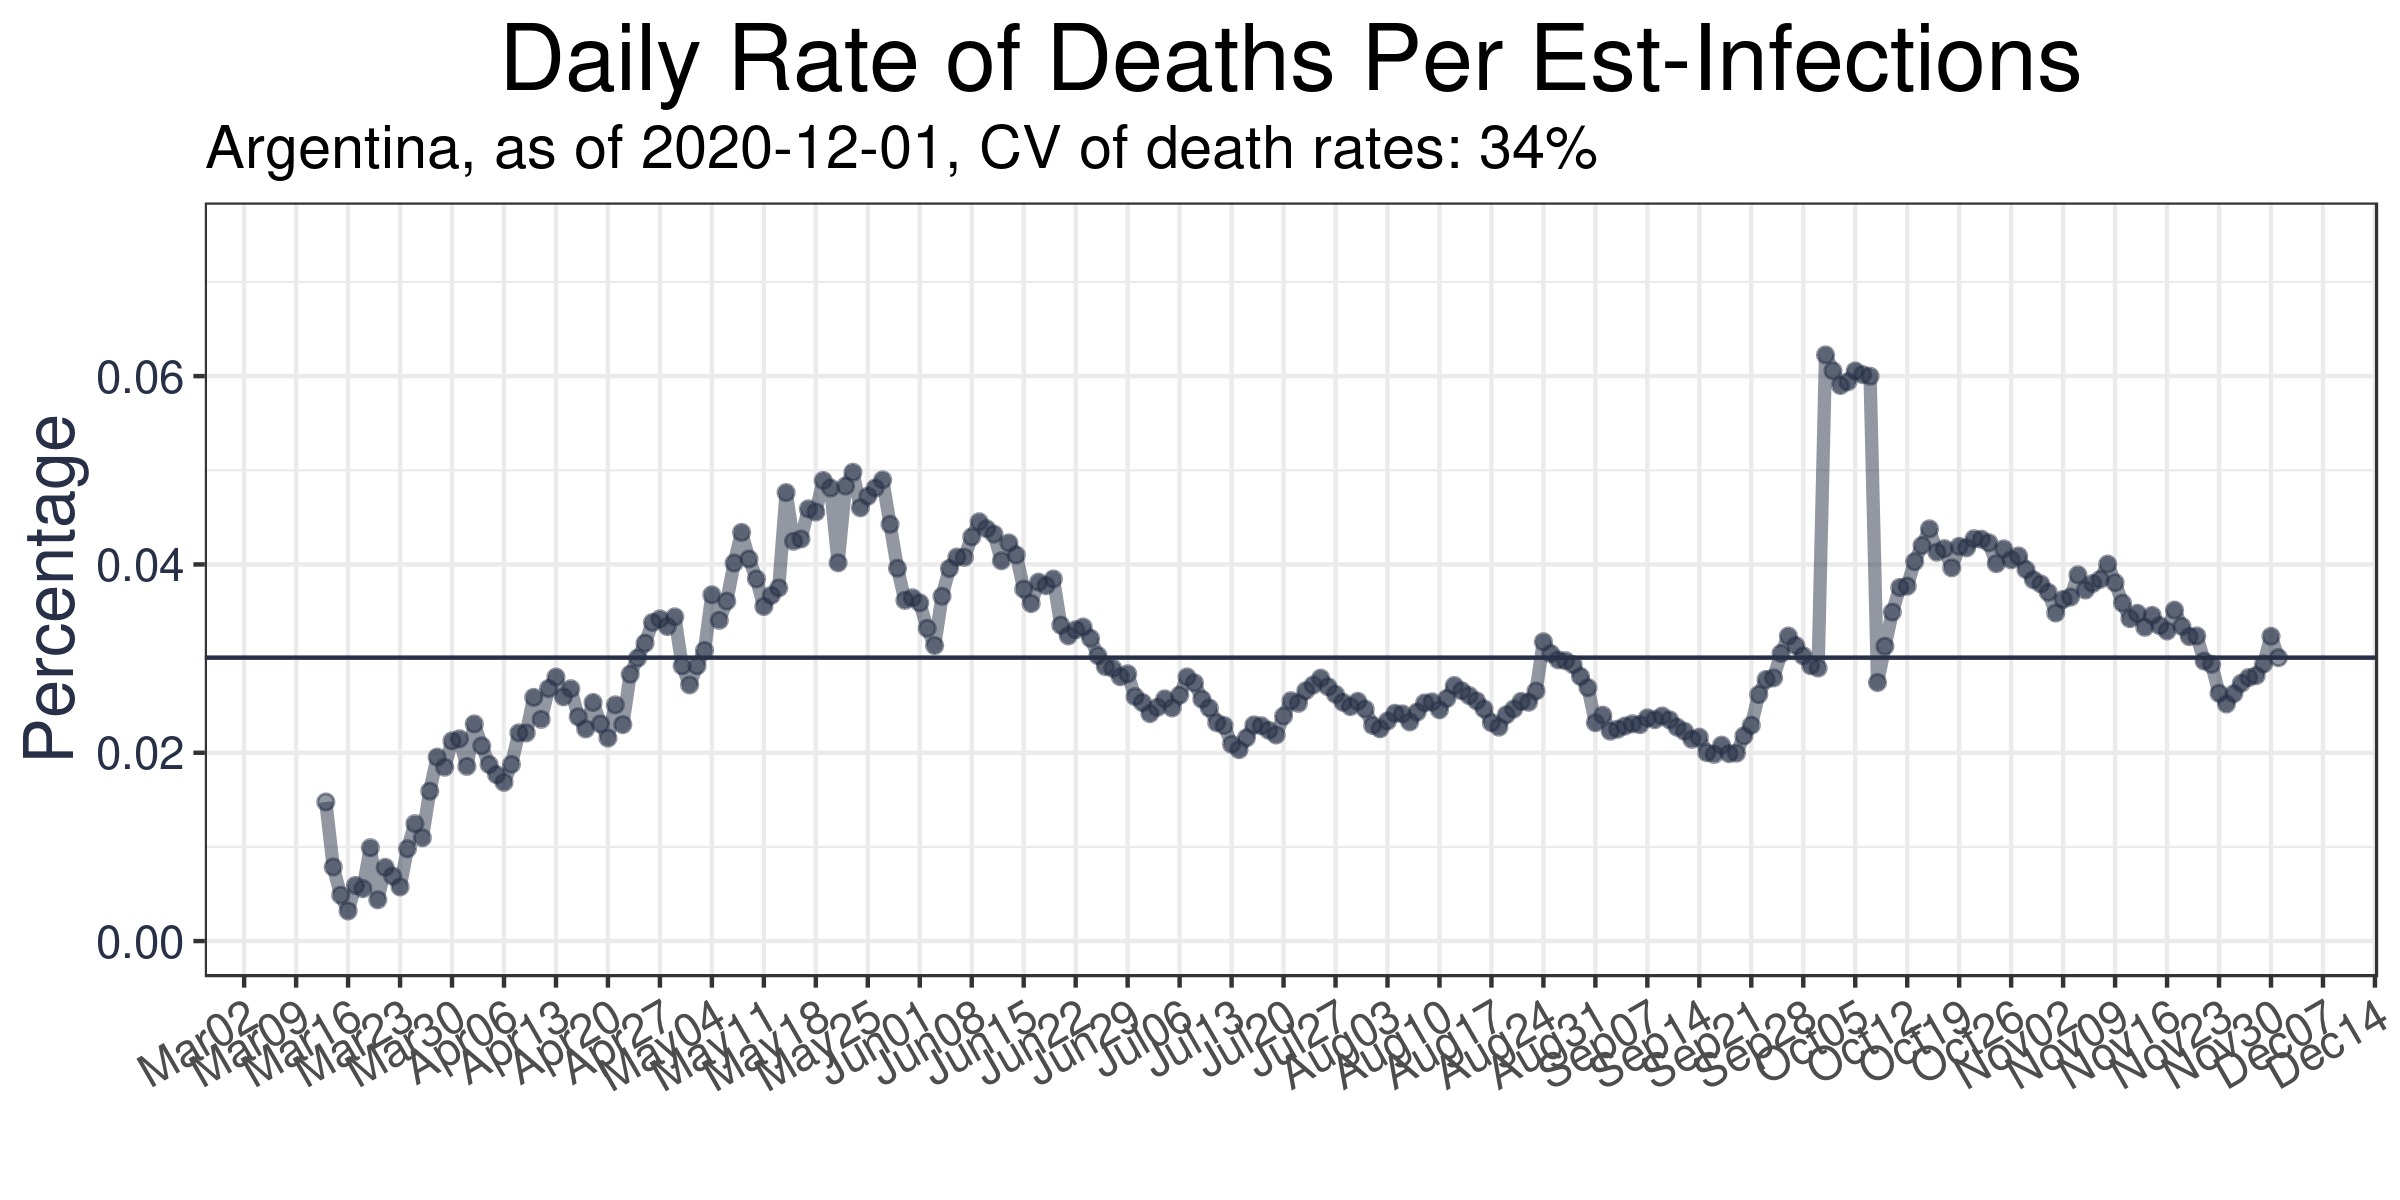 Daily Rate of Deaths Per Est-Infections
Argentina, as of 2020-12-01, CV of death rates: 34%
Percentage
0.06
0.04
0.02
0.00
Mar02
Mar09
Mar16
Mar23
Mar30
Apr06
Apr13
Apr20
Apr27
May04
May11
May18
May25
Jun01
Jun08
Jun15
Jun22
Jun29
Jul06
Jul13
Jul20
Jul27
Aug03
Aug10
Aug17
Aug24
Aug31
Sep07
Sep14
Sep21
Sep28
Oct05
Oct12
Oct19
Oct26
Nov02
Nov09
Nov16
Nov23
Nov30
Dec07
Dec14